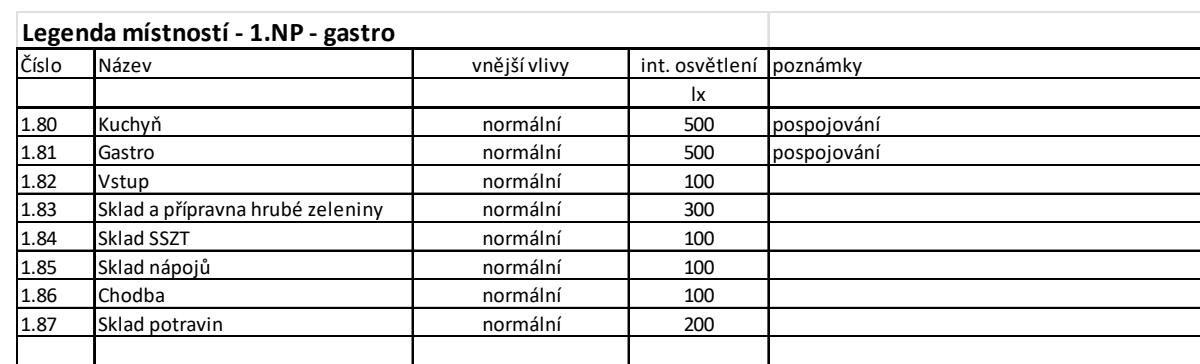 Legenda místností - 1.NP - gastro
Číslo Název vnější vlivy int. osvětlení poznámky
lx
1.80 Kuchyň normální 500 pospojování
1.81 Gastro normální 500 pospojování
1.82 Vstup normální 100
1.83 Sklad a přípravna hrubé zeleniny normální 300
1.84 Sklad SSZT normální 100
1.85 Sklad nápojů normální 100
1.86 Chodba normální 100
1.87 Sklad potravin normální 200